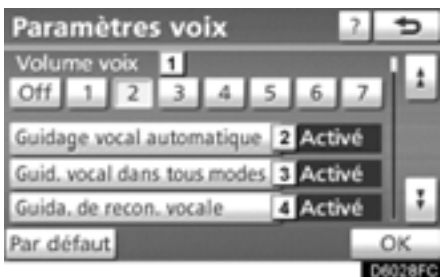 Paramètres voix ?
Volume voix 1
Off 1 2 3 4 5 6 7
Guidage vocal automatique 2 Activé
Guid. vocal dans tous modes 3 Activé
Guida. de recon. vocale 4 Activé
Par défaut OK
D6028FC